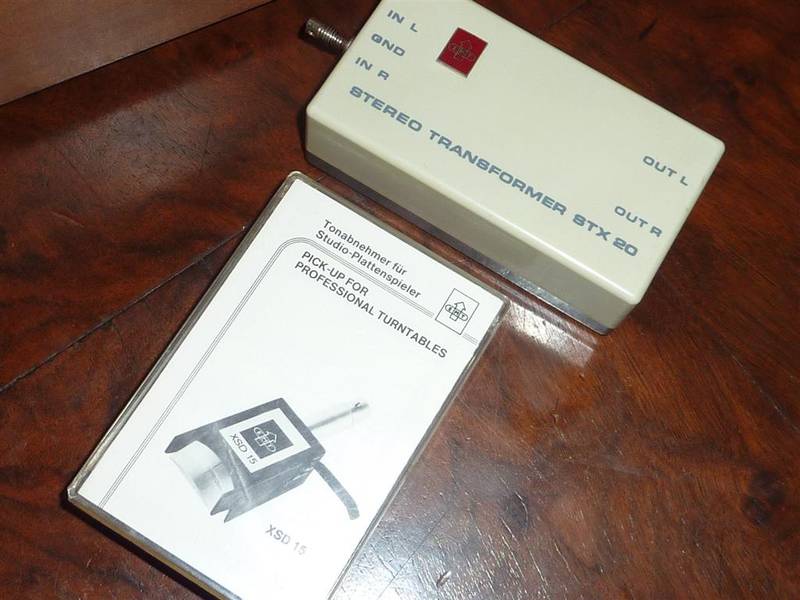 IN L
GND
IN R
STEREO TRANSFORMER STX 20
OUT L
OUT R
Tonabnehmer für
Studio-Plattenspieler
PICK-UP FOR
PROFESSIONAL TURNTABLES
XSD 15
XSD 15